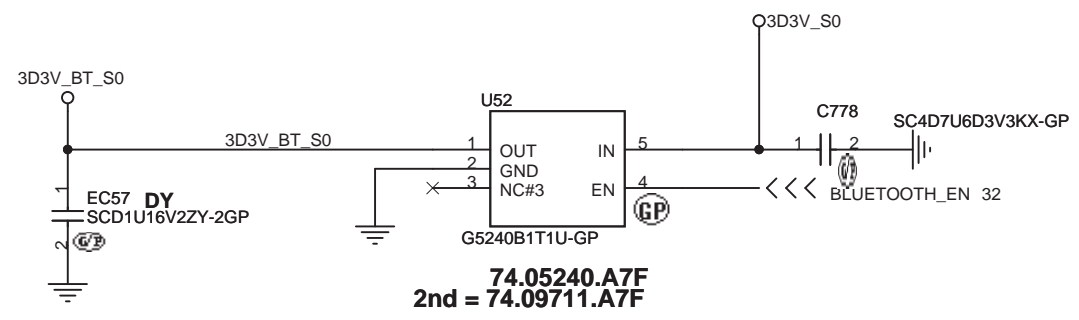 3D3V_S0
3D3V_BT_S0
U52
C778
SC4D7U6D3V3KX-GP
3D3V_BT_S0
1
OUT
IN
5
1
2
2
GND
G/P
3
NC#3
EN
4
BLUETOOTH_EN 32
1
EC57 DY
SCD1U16V2ZY-2GP
GP
2
G/P
G5240B1T1U-GP
74.05240.A7F
2nd = 74.09711.A7F